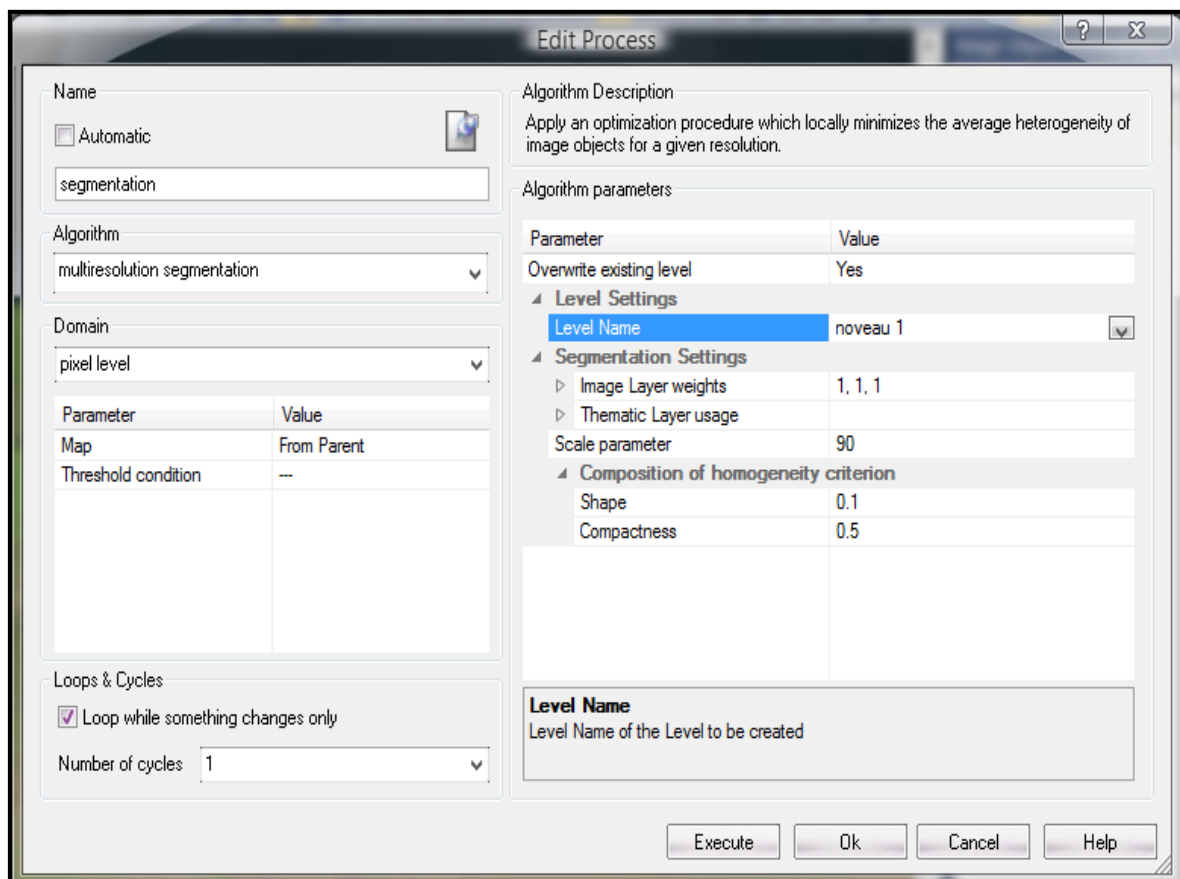 Edit Process
Name
Automatic
segmentation
Algorithm
multiresolution segmentation
Domain
pixel level
Parameter Value
Map From Parent
Threshold condition ---
Loops & Cycles
Loop while something changes only
Number of cycles 1
Algorithm Description
Apply an optimization procedure which locally minimizes the average heterogeneity of
image objects for a given resolution.
Algorithm parameters
Parameter Value
Overwrite existing level Yes
Level Settings
Level Name noveau 1
Segmentation Settings
Image Layer weights 1, 1, 1
Thematic Layer usage
Scale parameter 90
Composition of homogeneity criterion
Shape 0.1
Compactness 0.5
Level Name
Level Name of the Level to be created
Execute Ok Cancel Help